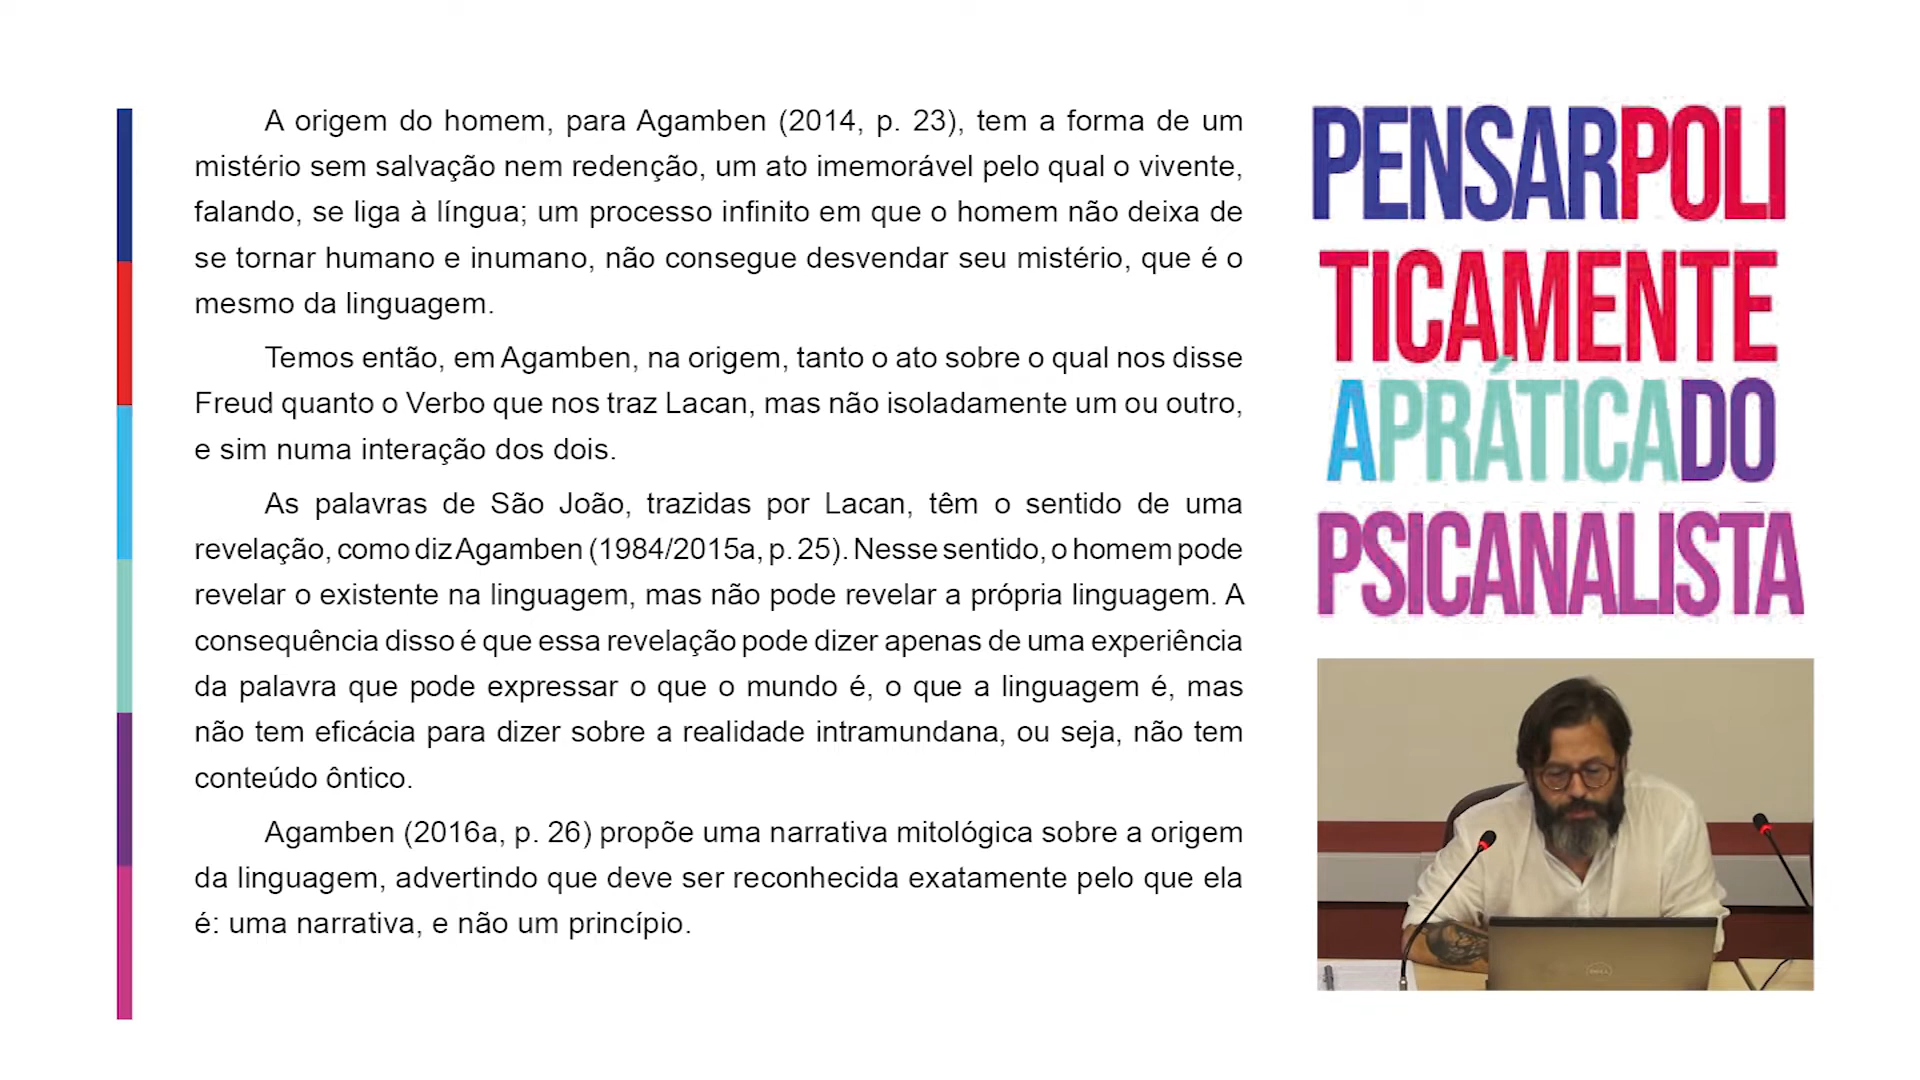 A origem do homem, para Agamben (2014, p. 23), tem a forma de um
mistério sem salvação nem redenção, um ato imemorável pelo qual o vivente,
falando, se liga à língua; um processo infinito em que o homem não deixa de
se tornar humano e inumano, não consegue desvendar seu mistério, que é o
mesmo da linguagem.
Temos então, em Agamben, na origem, tanto o ato sobre o qual nos disse
Freud quanto o Verbo que nos traz Lacan, mas não isoladamente um ou outro,
e sim numa interação dos dois.
As palavras de São João, trazidas por Lacan, têm o sentido de uma
revelação, como diz Agamben (1984/2015a, p. 25). Nesse sentido, o homem pode
revelar o existente na linguagem, mas não pode revelar a própria linguagem. A
consequência disso é que essa revelação pode dizer apenas de uma experiência
da palavra que pode expressar o que o mundo é, o que a linguagem é, mas
não tem eficácia para dizer sobre a realidade intramundana, ou seja, não tem
conteúdo ôntico.
Agamben (2016a, p. 26) propõe uma narrativa mitológica sobre a origem
da linguagem, advertindo que deve ser reconhecida exatamente pelo que ela
é: uma narrativa, e não um princípio.
PENSARPOLI
TICAMENTE
APRÁTICADO
PSICANALISTA
DELL